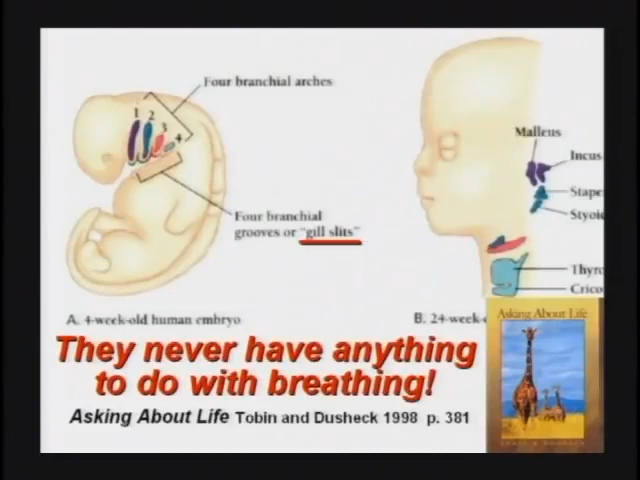 Four branchial arches
1 2 3 4
Malleus
Incus
Stape
Styoi
Four branchial
grooves or "gill slits"
Thyro
Crico
A. 4-week-old human embryo
B. 24-week-
They never have anything
to do with breathing!
Asking About Life Tobin and Dusheck 1998 p. 381
Asking About Life